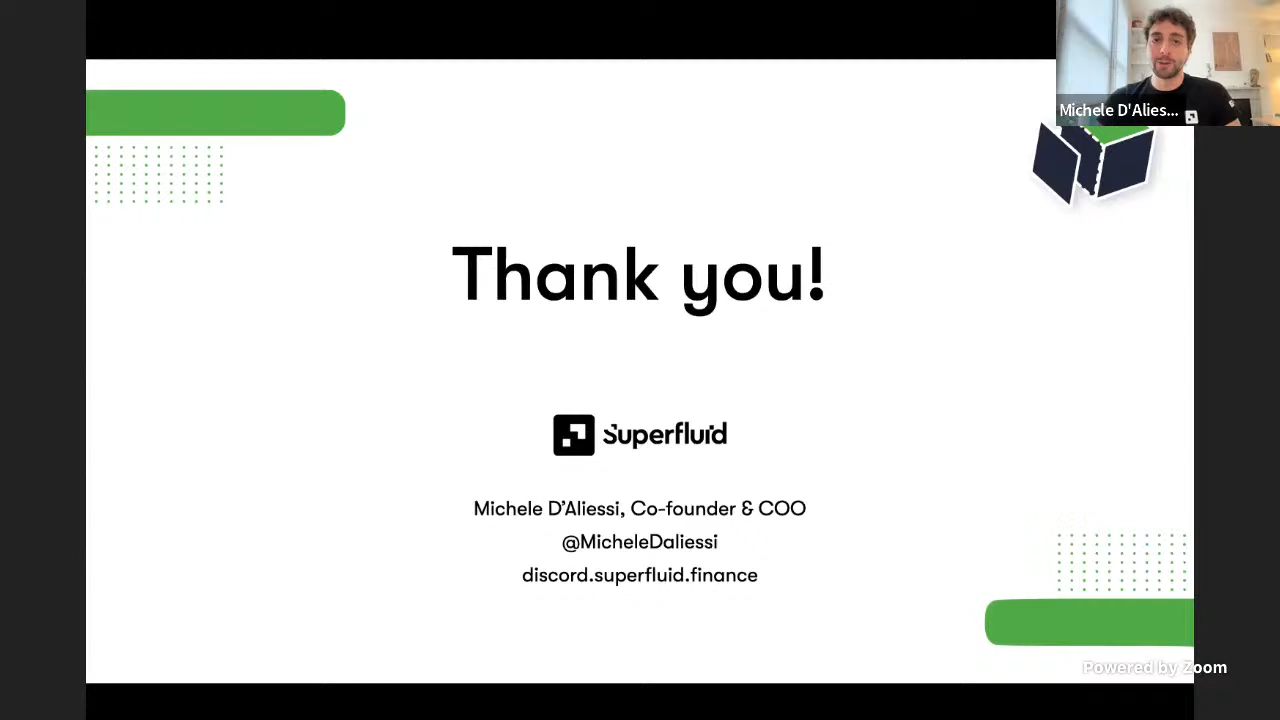 Michele D'Alies...
Thank you!
Superfluid
Michele D’Aliessi, Co-founder & COO
@MicheleDaliessi
discord.superfluid.finance
Powered by Zoom